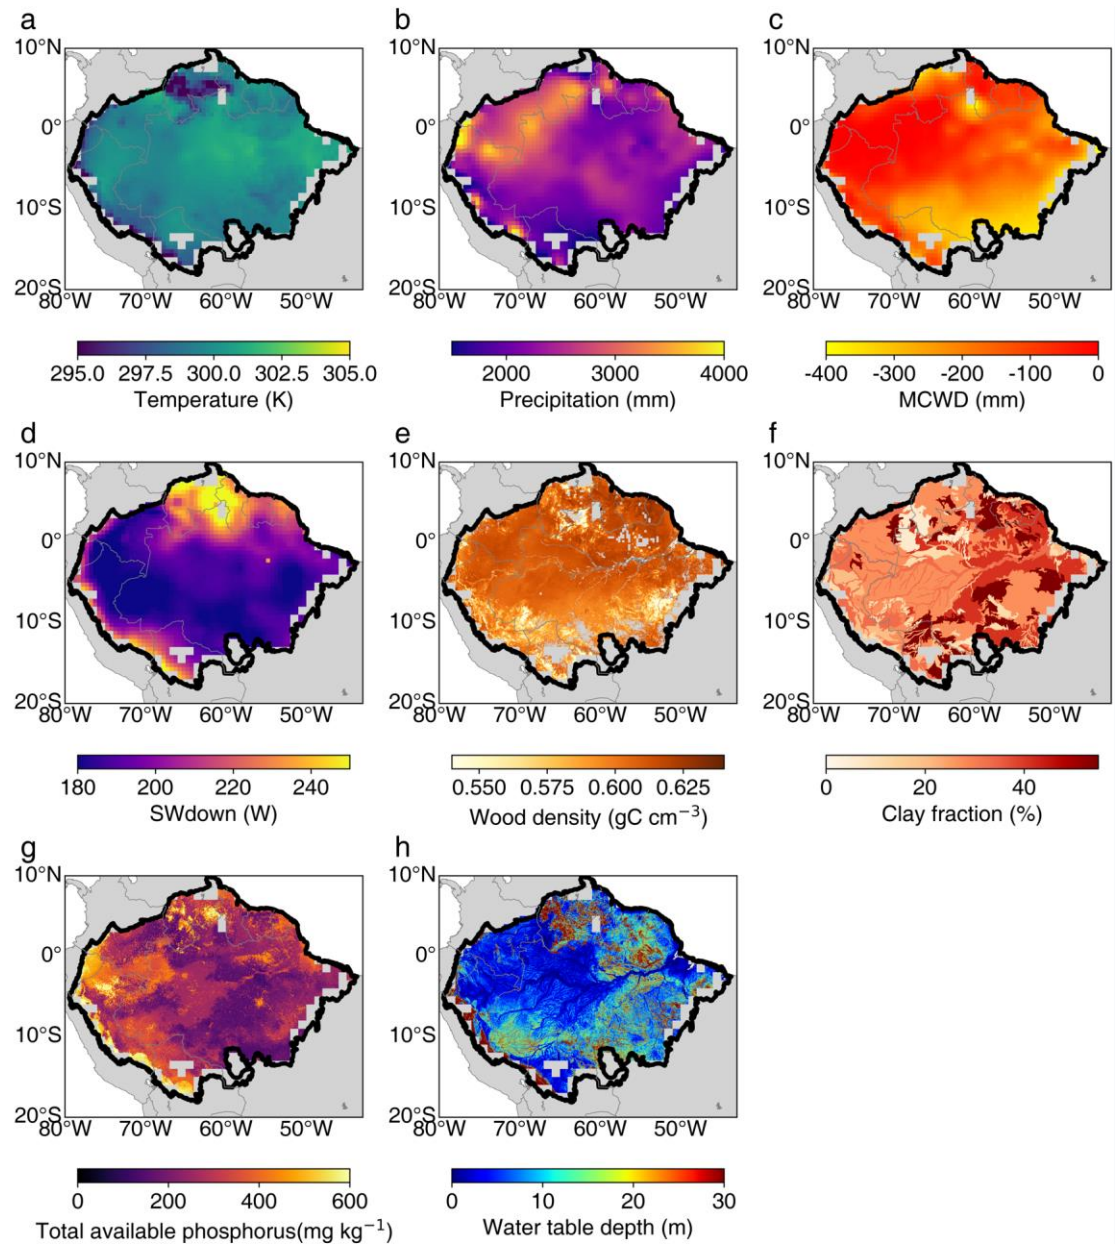 a
b
c
10°N
0°
10°S
20°S
80°W 70°W 60°W 50°W
10°N
0°
10°S
20°S
80°W 70°W 60°W 50°W
10°N
0°
10°S
20°S
80°W 70°W 60°W 50°W
295.0 297.5 300.0 302.5 305.0
Temperature (K)
2000 3000 4000
Precipitation (mm)
-400 -300 -200 -100 0
MCWD (mm)
d
e
f
10°N
0°
10°S
20°S
80°W 70°W 60°W 50°W
10°N
0°
10°S
20°S
80°W 70°W 60°W 50°W
10°N
0°
10°S
20°S
80°W 70°W 60°W 50°W
180 200 220 240
SWdown (W)
0.550 0.575 0.600 0.625
Wood density (gC cm⁻³)
0 20 40
Clay fraction (%)
g
h
10°N
0°
10°S
20°S
80°W 70°W 60°W 50°W
10°N
0°
10°S
20°S
80°W 70°W 60°W 50°W
0 200 400 600
Total available phosphorus(mg kg⁻¹)
0 10 20 30
Water table depth (m)